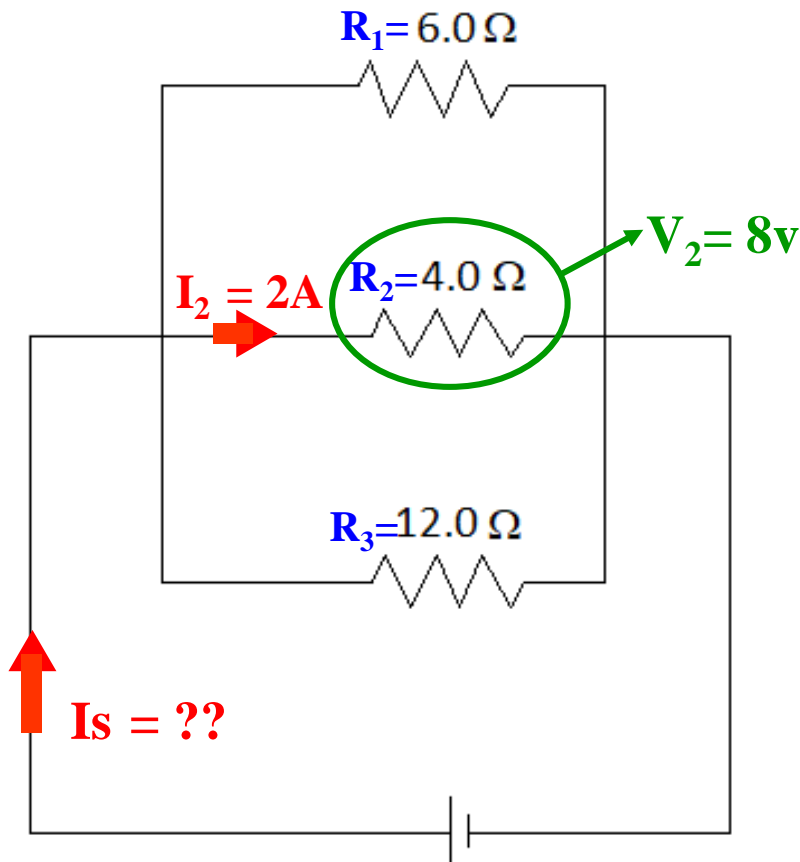 R₁= 6.0 Ω
V₂= 8v
I₂ = 2A
R₂=4.0 Ω
R₃=12.0 Ω
Is = ??